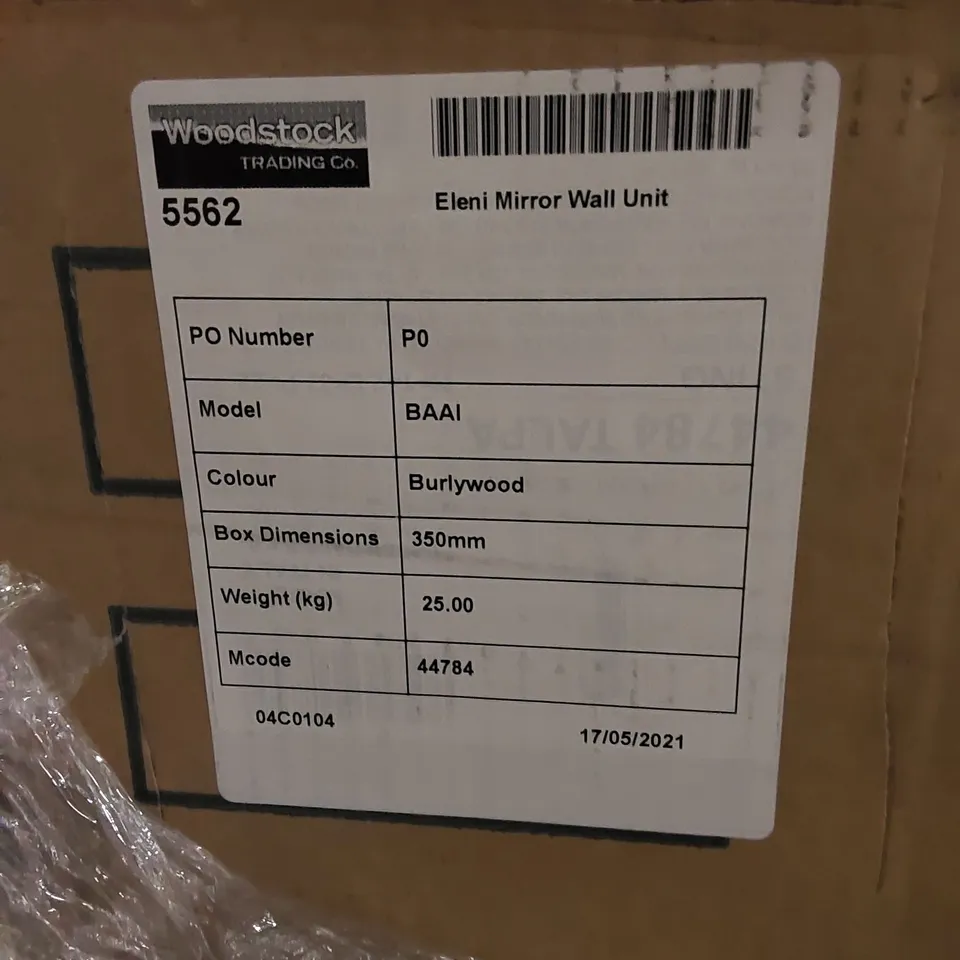 Woodstock
TRADING Co.
5562
Eleni Mirror Wall Unit
PO Number P0
Model BAAI
Colour Burlywood
Box Dimensions 350mm
Weight (kg) 25.00
Mcode 44784
04C0104
17/05/2021